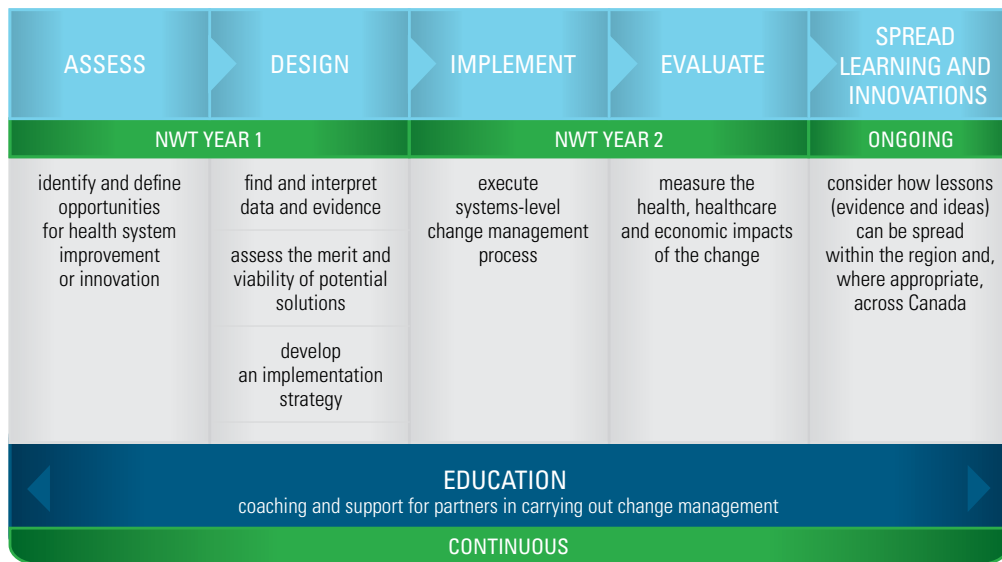 ASSESS
DESIGN
IMPLEMENT
EVALUATE
SPREAD
LEARNING AND
INNOVATIONS
NWT YEAR 1
NWT YEAR 2
ONGOING
identify and define
opportunities
for health system
improvement
or innovation
find and interpret
data and evidence
assess the merit and
viability of potential
solutions
develop
an implementation
strategy
execute
systems-level
change management
process
measure the
health, healthcare
and economic impacts
of the change
consider how lessons
(evidence and ideas)
can be spread
within the region and,
where appropriate,
across Canada
EDUCATION
coaching and support for partners in carrying out change management
CONTINUOUS